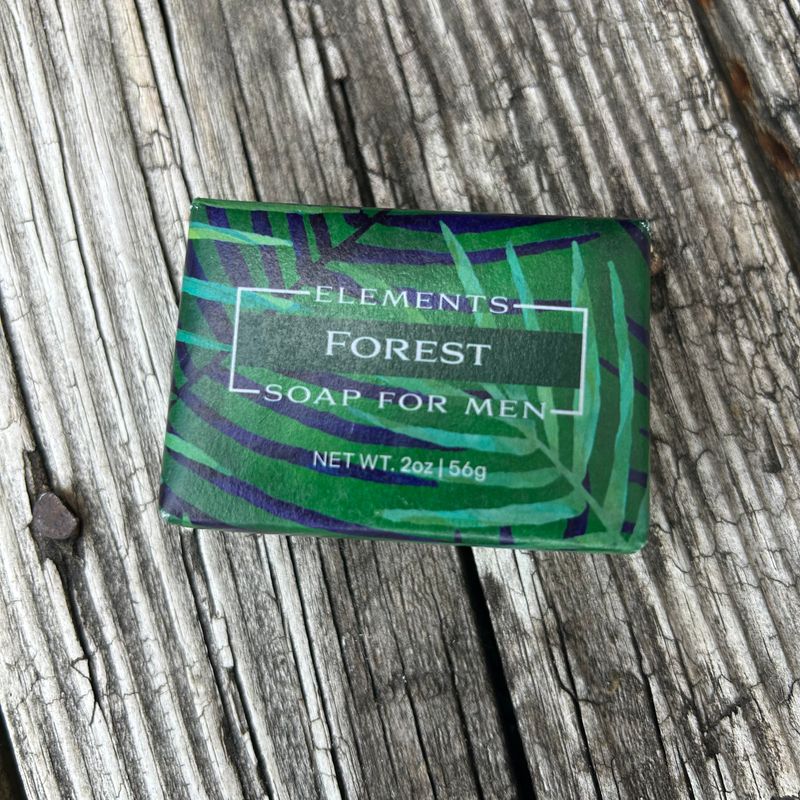 ELEMENTS
FOREST
SOAP FOR MEN
NET WT. 2oz | 56g